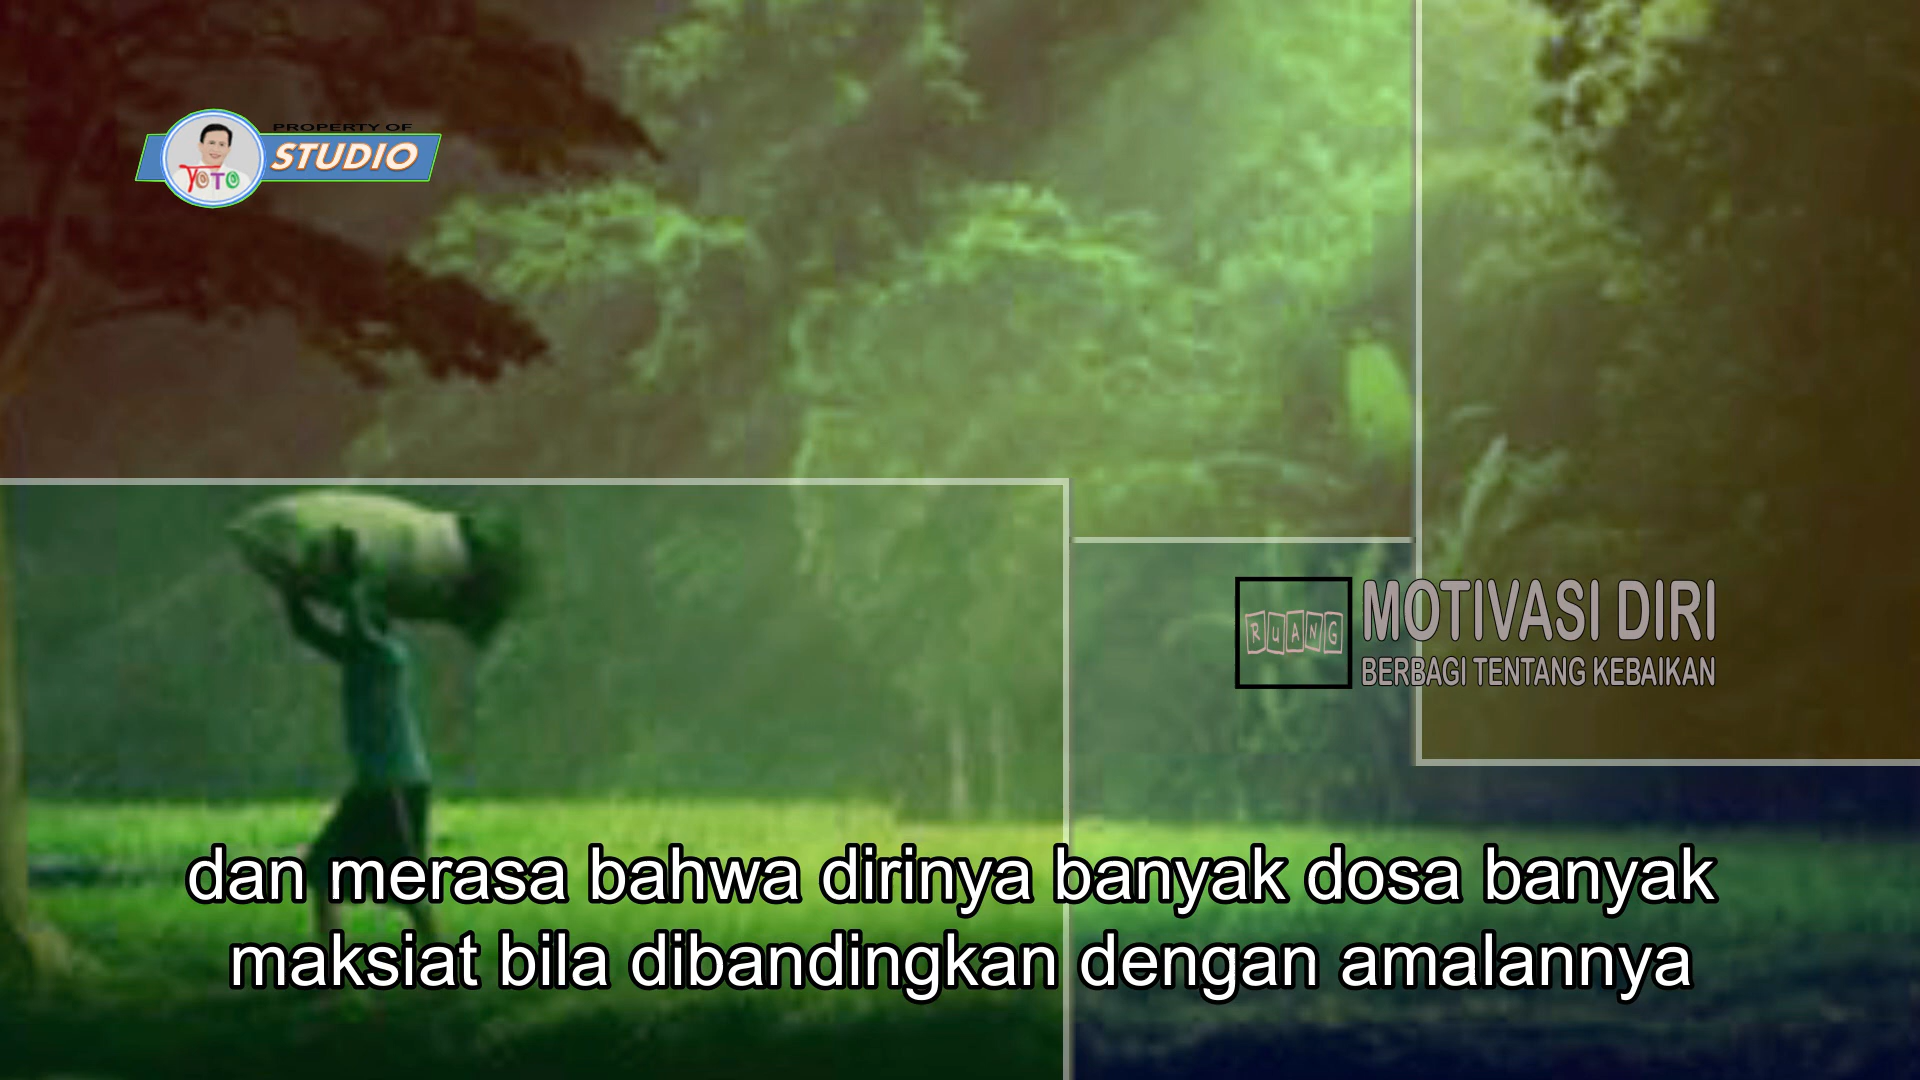 PROPERTY OF
STUDIO
YOTO
RUANG
MOTIVASI DIRI
BERBAGI TENTANG KEBAIKAN
dan merasa bahwa dirinya banyak dosa banyak
maksiat bila dibandingkan dengan amalannya